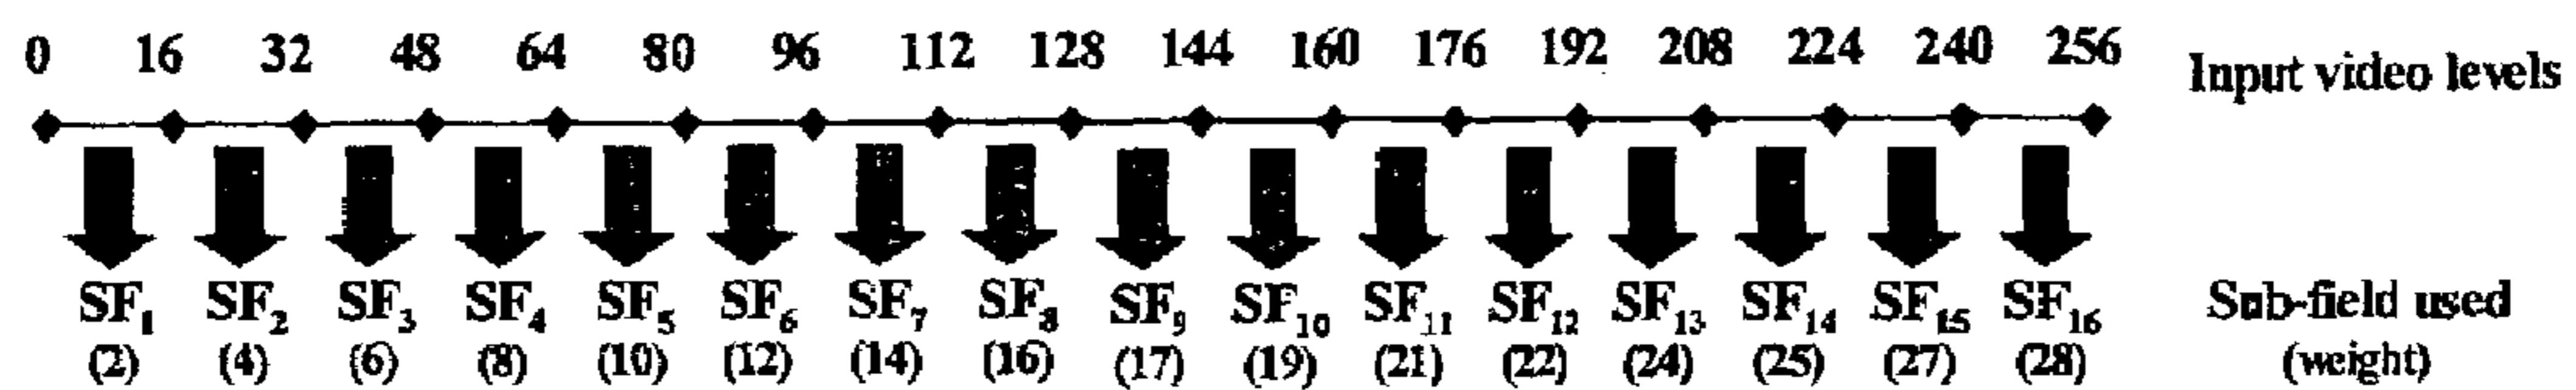 0 16 32 48 64 80 96 112 128 144 160 176 192 208 224 240 256 Input video levels
SF₁ SF₂ SF₃ SF₄ SF₅ SF₆ SF₇ SF₈ SF₉ SF₁₀ SF₁₁ SF₁₂ SF₁₃ SF₁₄ SF₁₅ SF₁₆ Sub-field used
(2) (4) (6) (8) (10) (12) (14) (16) (17) (19) (21) (22) (24) (25) (27) (28) (weight)